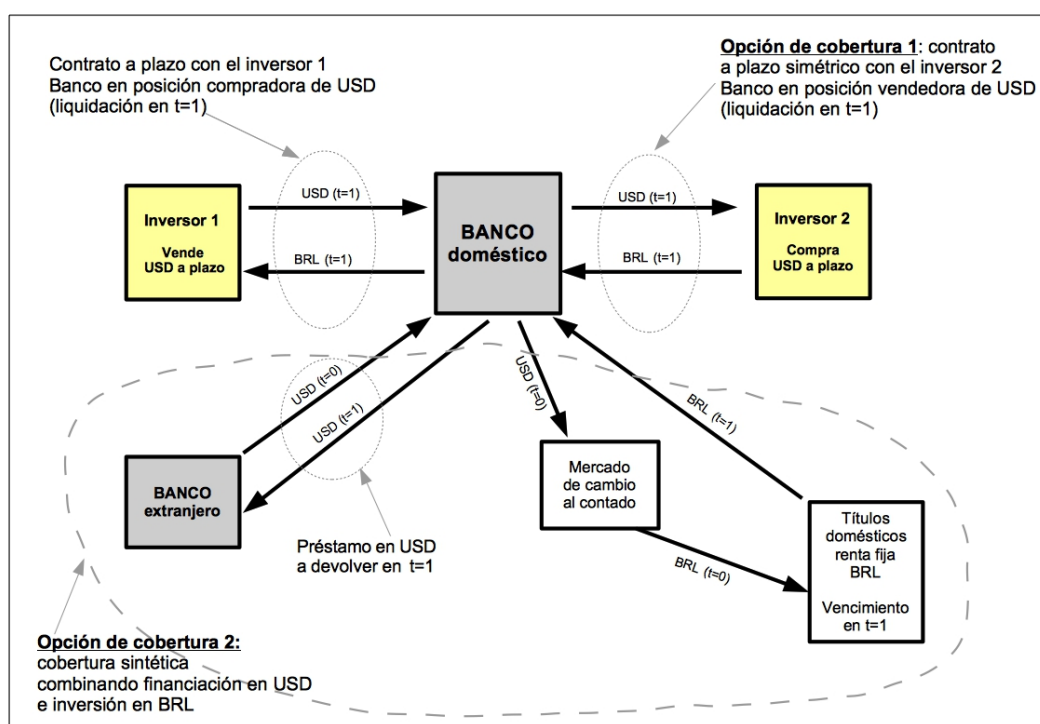 Contrato a plazo con el inversor 1
Banco en posición compradora de USD
(liquidación en t=1)
Opción de cobertura 1: contrato
a plazo simétrico con el inversor 2
Banco en posición vendedora de USD
(liquidación en t=1)
Inversor 1
Vende
USD a plazo
USD (t=1)
BRL (t=1)
BANCO
doméstico
USD (t=1)
BRL (t=1)
Inversor 2
Compra
USD a plazo
USD (t=0)
USD (t=1)
USD (t=0)
BRL (t=1)
BANCO
extranjero
Mercado
de cambio
al contado
Préstamo en USD
a devolver en t=1
BRL (t=0)
Títulos
domésticos
renta fija
BRL
Vencimiento
en t=1
Opción de cobertura 2:
cobertura sintética
combinando financiación en USD
e inversión en BRL